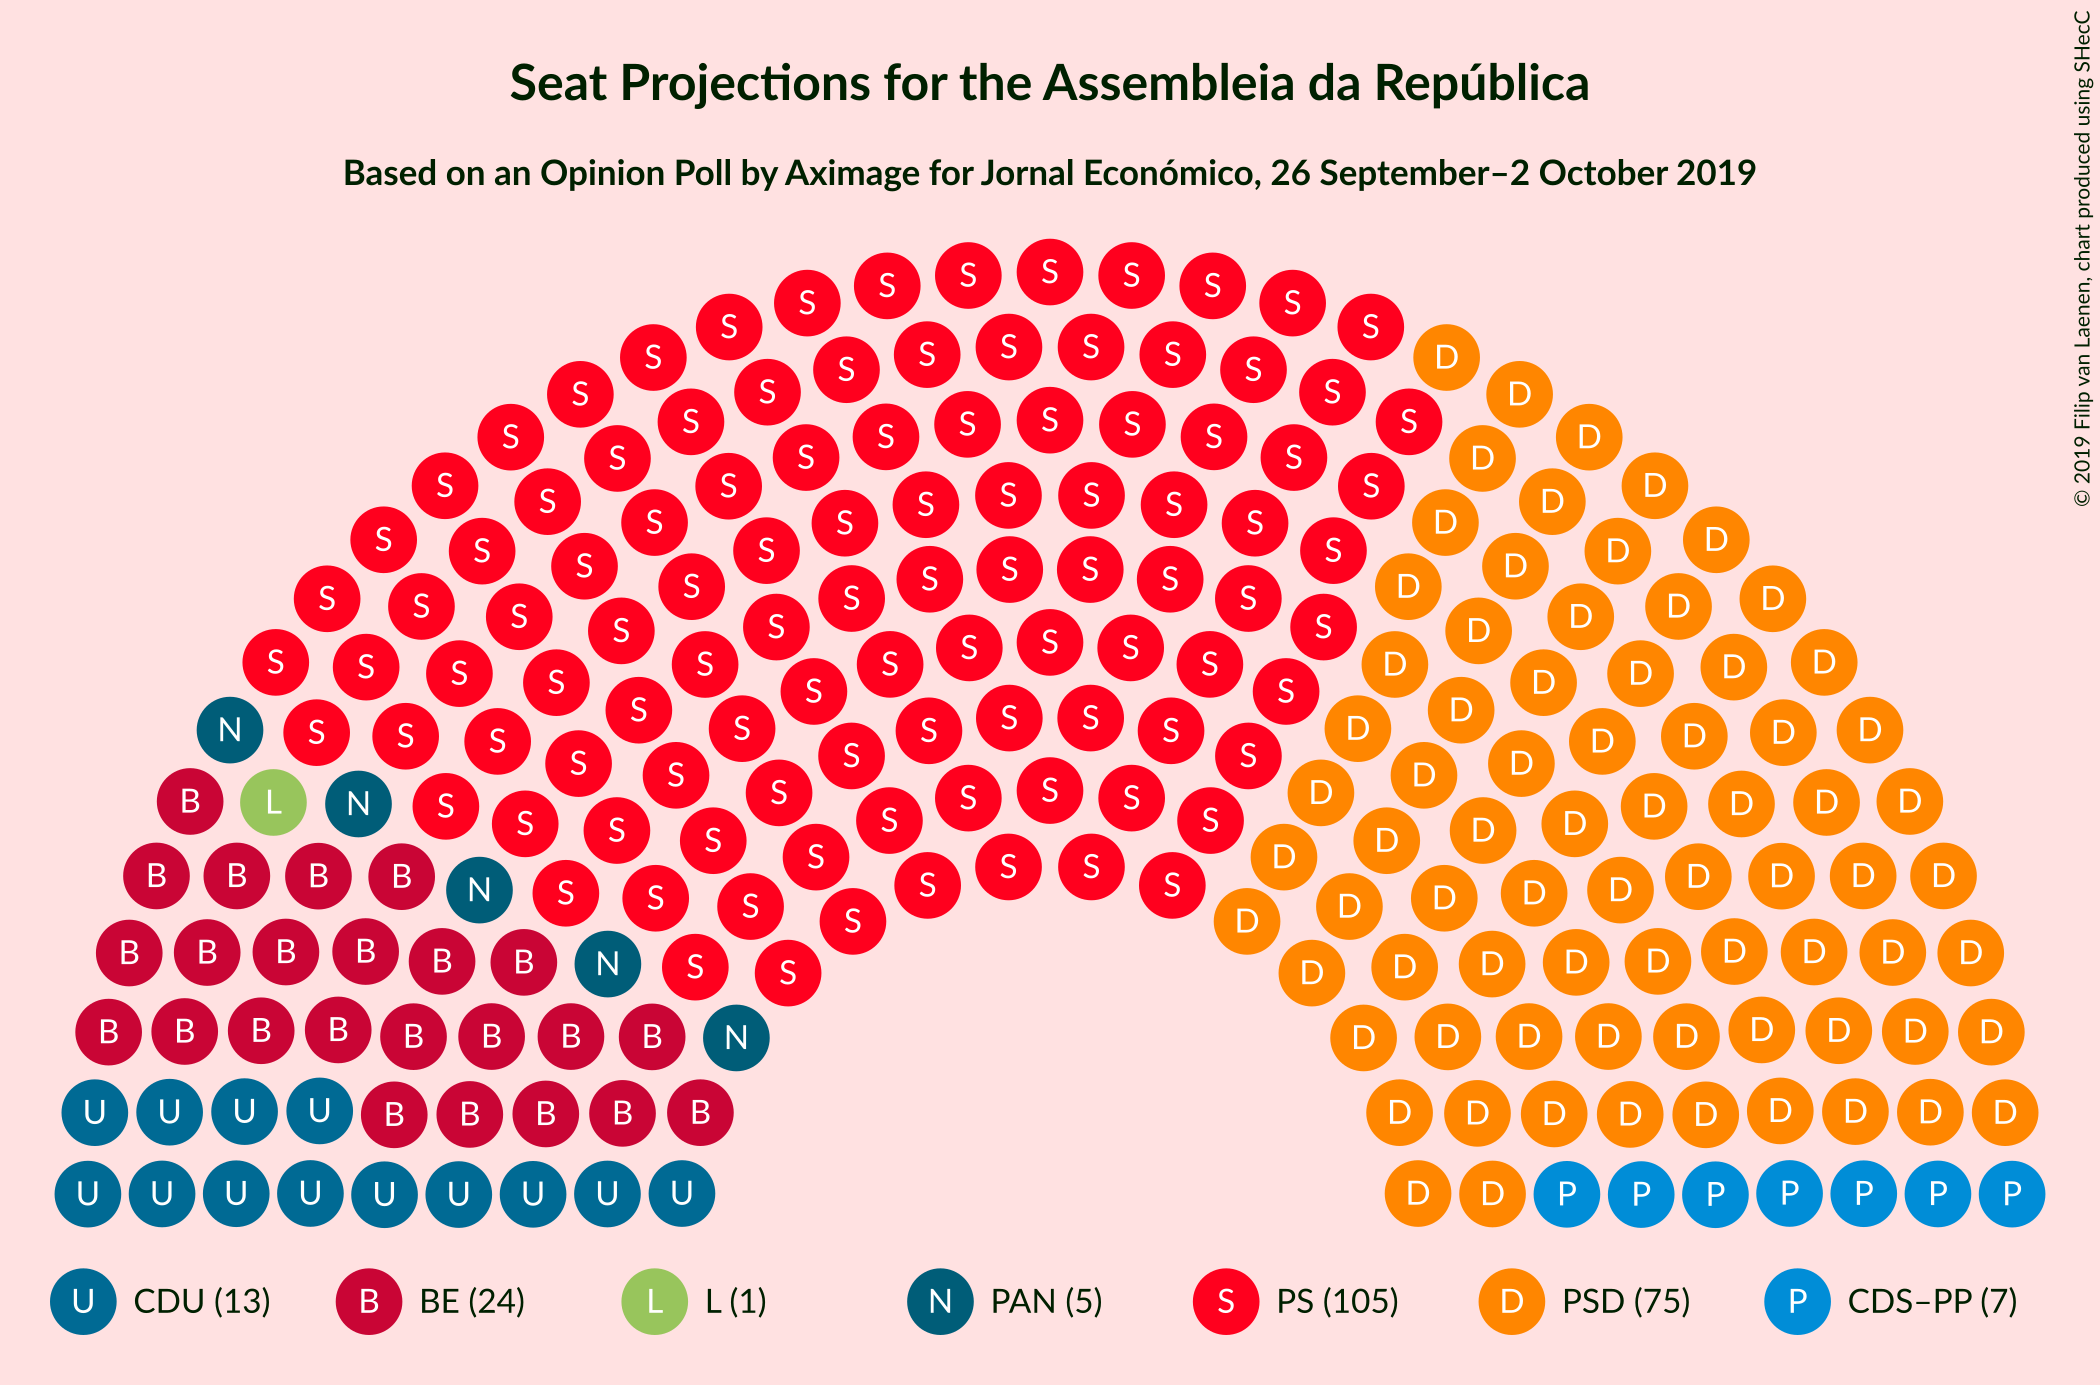 Seat Projections for the Assembleia da República
Based on an Opinion Poll by Aximage for Jornal Económico, 26 September–2 October 2019
© 2019 Filip van Laenen, chart produced using SHecC
S S S S S S S S S S S S S S S S S S S S S S S S S S S S S S S S S S S S S S S S S S S S S S S S S S S S S S S S S S S S S S S S S S S S S S S S S S S S S S S S S S S S S S S S S S S S S S S S S S S S S S S S S
D D D D D D D D D D D D D D D D D D D D D D D D D D D D D D D D D D D D D D D D D D D D D D D D D D D D D D D D D D D D D D D D D D D D D D D D D D D
N N N N N
L
B B B B B B B B B B B B B B B B B B B B B B B B
U U U U U U U U U U U U U
P P P P P P P
U CDU (13) B BE (24) L L (1) N PAN (5) S PS (105) D PSD (75) P CDS–PP (7)